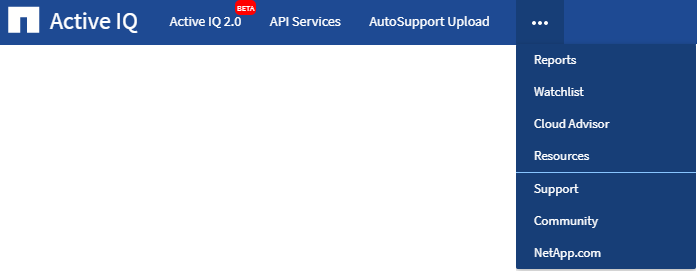 Active IQ
Active IQ 2.0
BETA
API Services
AutoSupport Upload
Reports
Watchlist
Cloud Advisor
Resources
Support
Community
NetApp.com